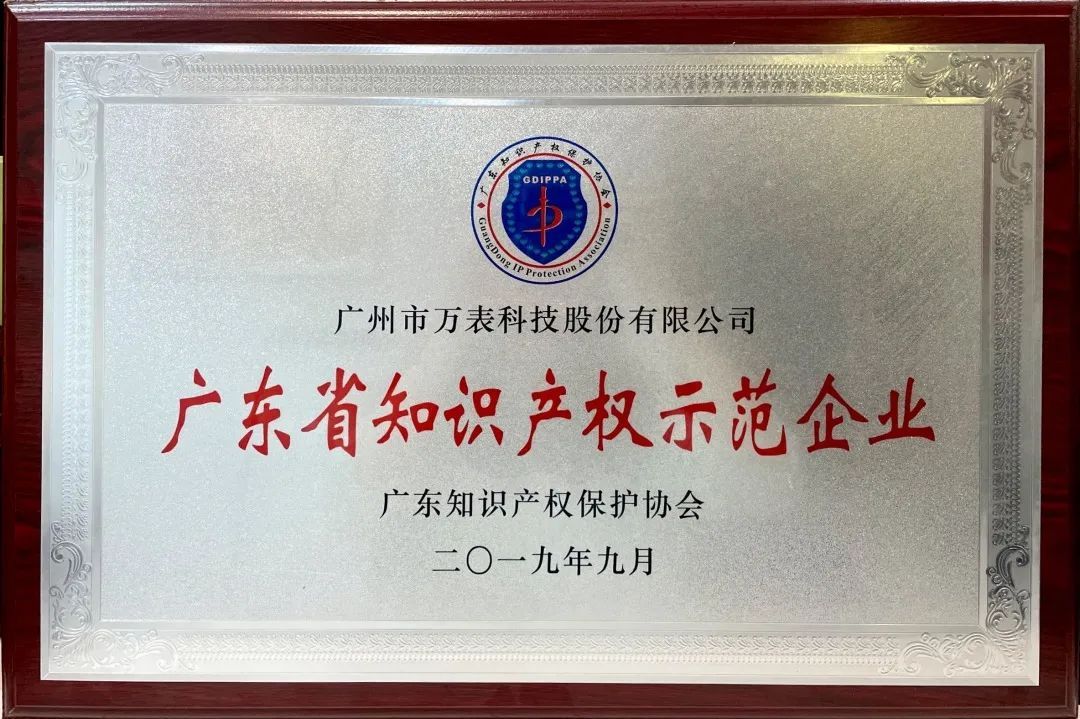 广东知识产权保护协会
GDIPPA
GuangDong IP Protection Association
广州市万表科技股份有限公司
广东省知识产权示范企业
广东知识产权保护协会
二〇一九年九月